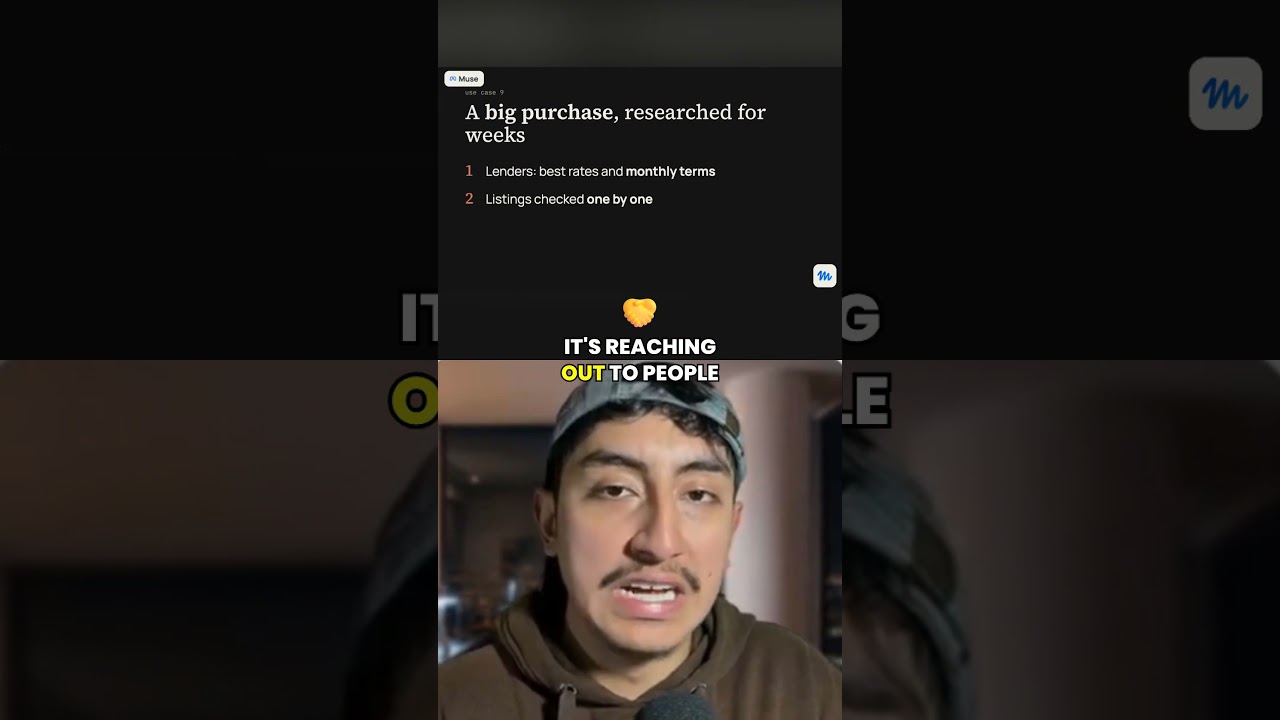 Muse
use case 9
A big purchase, researched for
weeks
1 Lenders: best rates and monthly terms
2 Listings checked one by one
IT'S REACHING
OUT TO PEOPLE